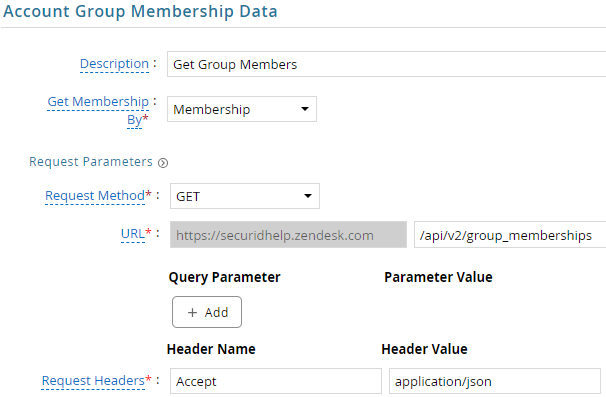 Account Group Membership Data
Description : Get Group Members
Get Membership By* : Membership
Request Parameters
Request Method* : GET
URL* : https://securidhelp.zendesk.com /api/v2/group_memberships
Query Parameter Parameter Value
+ Add
Header Name Header Value
Request Headers* : Accept application/json